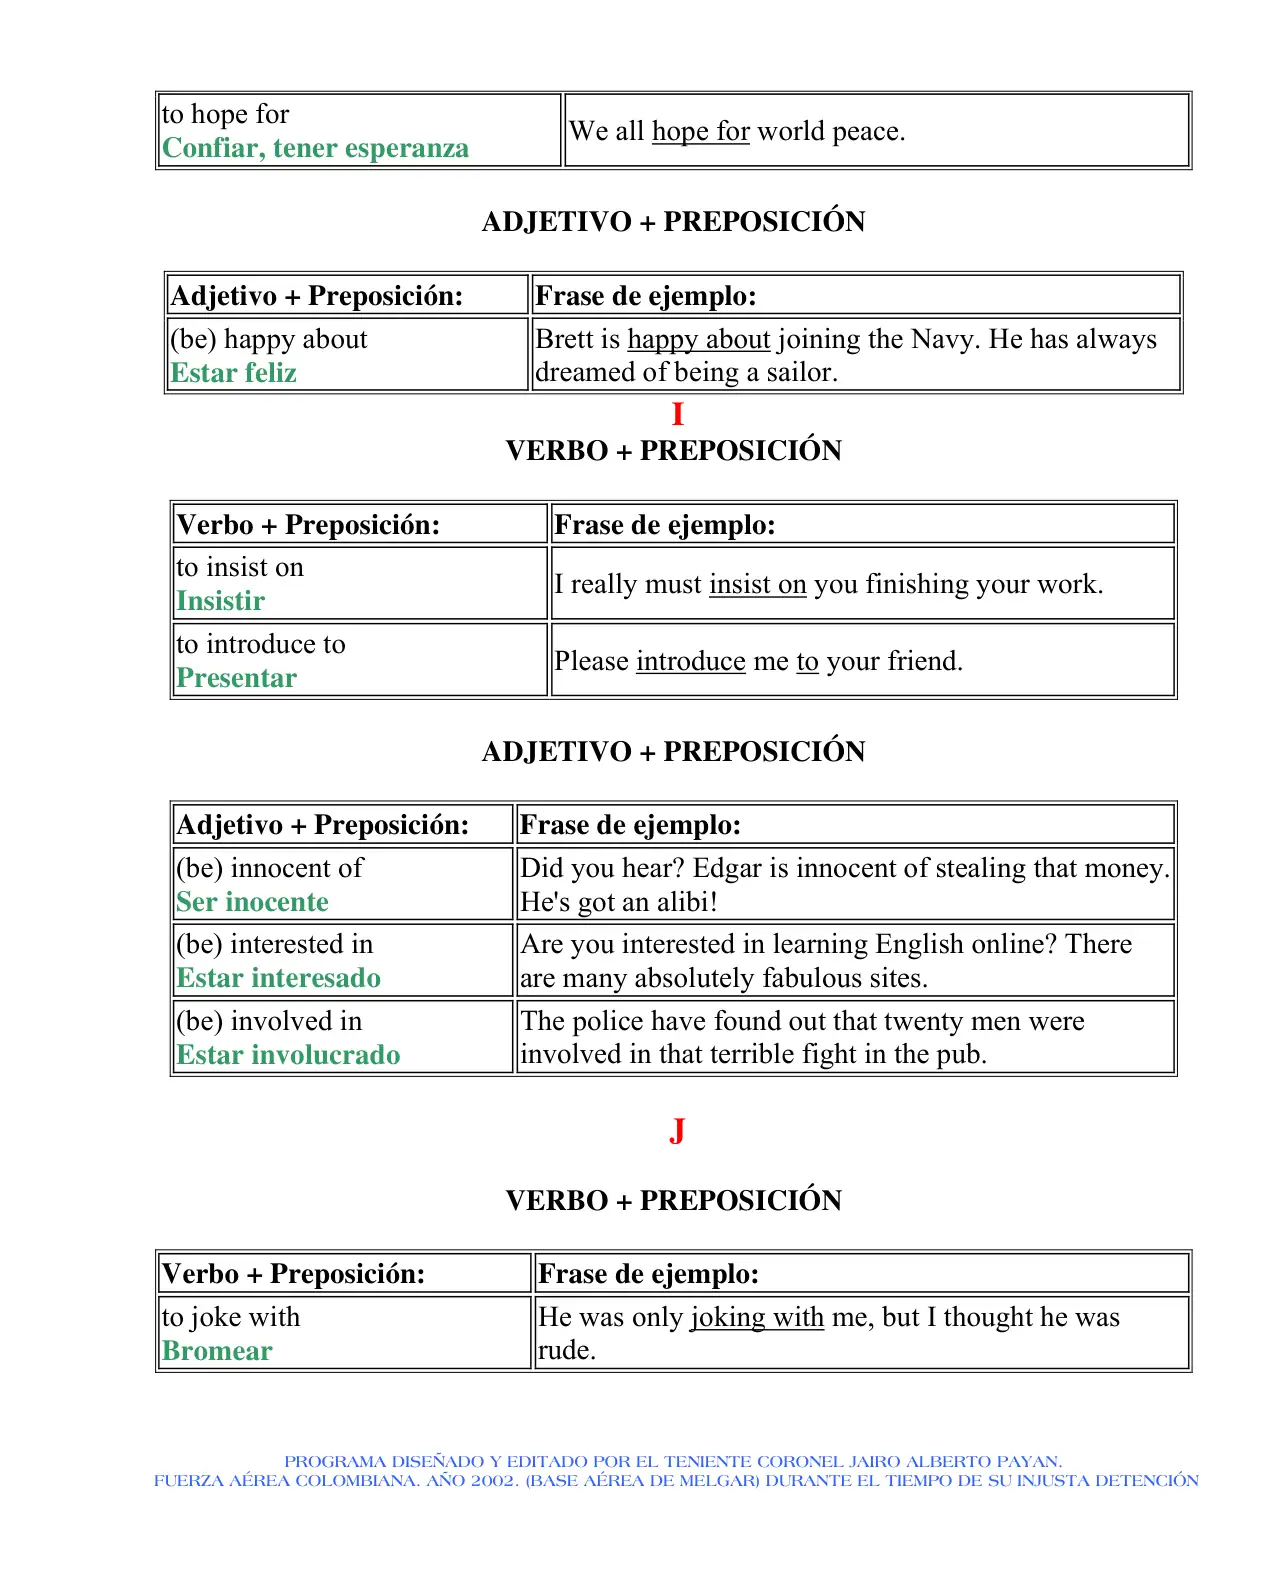 to hope for
Confiar, tener esperanza
We all hope for world peace.
ADJETIVO + PREPOSICIÓN
Adjetivo + Preposición:
Frase de ejemplo:
(be) happy about
Estar feliz
Brett is happy about joining the Navy. He has always
dreamed of being a sailor.
I
VERBO + PREPOSICIÓN
Verbo + Preposición:
Frase de ejemplo:
to insist on
Insistir
I really must insist on you finishing your work.
to introduce to
Presentar
Please introduce me to your friend.
ADJETIVO + PREPOSICIÓN
Adjetivo + Preposición:
Frase de ejemplo:
(be) innocent of
Ser inocente
Did you hear? Edgar is innocent of stealing that money.
He's got an alibi!
(be) interested in
Estar interesado
Are you interested in learning English online? There
are many absolutely fabulous sites.
(be) involved in
Estar involucrado
The police have found out that twenty men were
involved in that terrible fight in the pub.
J
VERBO + PREPOSICIÓN
Verbo + Preposición:
Frase de ejemplo:
to joke with
Bromear
He was only joking with me, but I thought he was
rude.
PROGRAMA DISEÑADO Y EDITADO POR EL TENIENTE CORONEL JAIRO ALBERTO PAYAN.
FUERZA AÉREA COLOMBIANA. AÑO 2002. (BASE AÉREA DE MELGAR) DURANTE EL TIEMPO DE SU INJUSTA DETENCIÓN